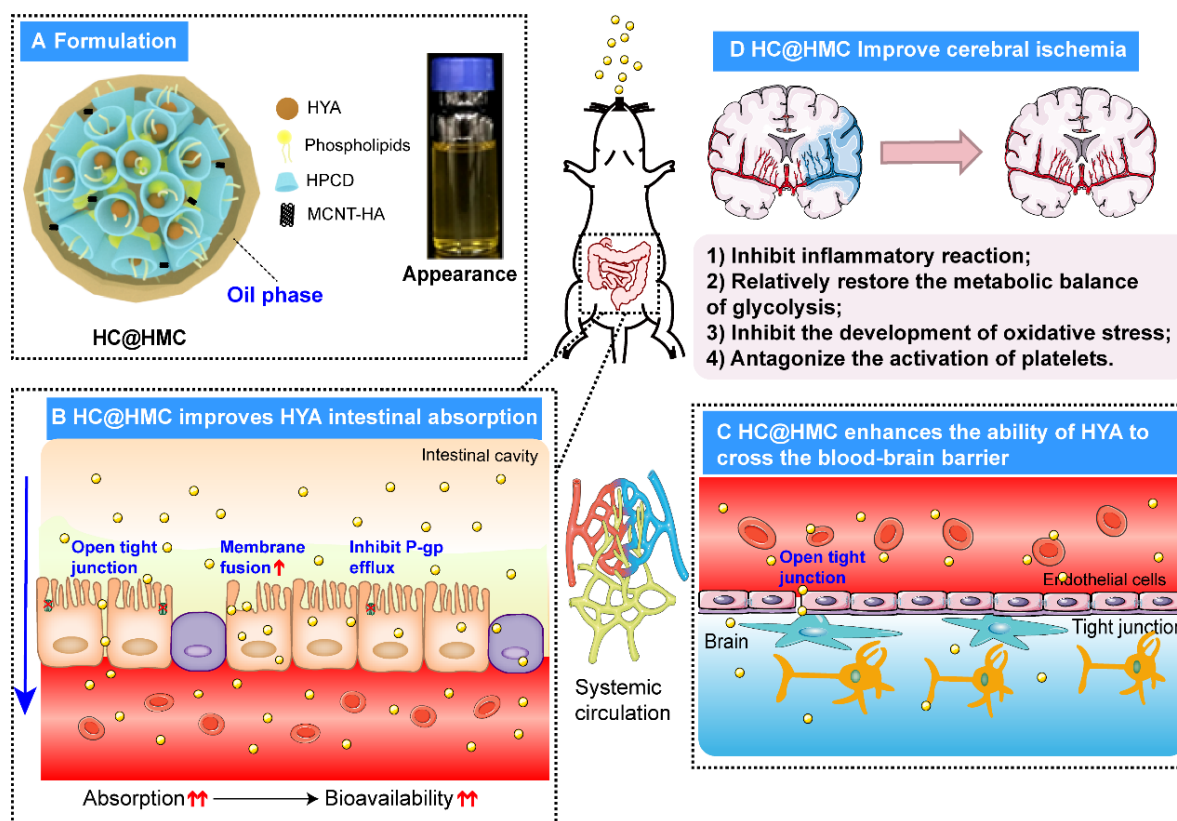 A Formulation
HYA
Phospholipids
HPCD
MCNT-HA
Oil phase
HC@HMC
Appearance
D HC@HMC Improve cerebral ischemia
1) Inhibit inflammatory reaction;
2) Relatively restore the metabolic balance
of glycolysis;
3) Inhibit the development of oxidative stress;
4) Antagonize the activation of platelets.
B HC@HMC improves HYA intestinal absorption
Intestinal cavity
Open tight
junction
Membrane
fusion
Inhibit P-gp
efflux
Absorption
Bioavailability
Systemic
circulation
C HC@HMC enhances the ability of HYA to
cross the blood-brain barrier
Open tight
junction
Endothelial cells
Brain
Tight junction